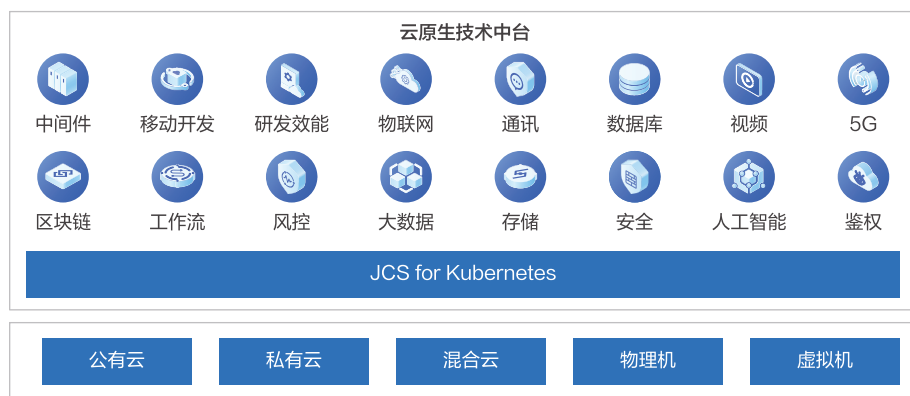 云原生技术中台
中间件 移动开发 研发效能 物联网 通讯 数据库 视频 5G
区块链 工作流 风控 大数据 存储 安全 人工智能 鉴权
JCS for Kubernetes
公有云 私有云 混合云 物理机 虚拟机